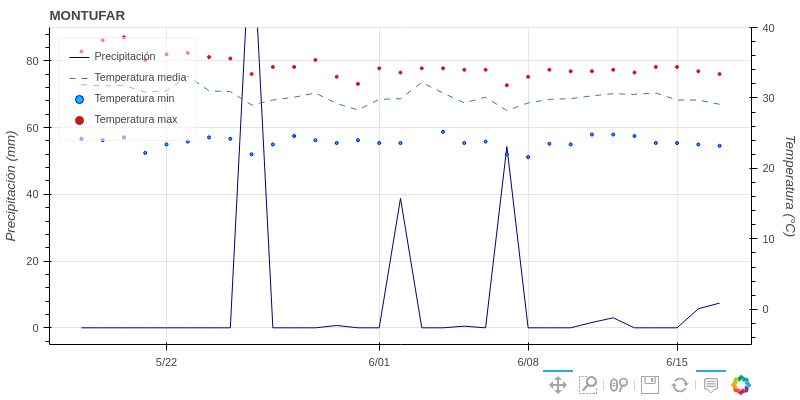 MONTUFAR
Precipitación
Temperatura media
Temperatura min
Temperatura max
Precipitación (mm)
80
60
40
20
0
Temperatura (°C)
40
30
20
10
0
5/22
6/01
6/08
6/15